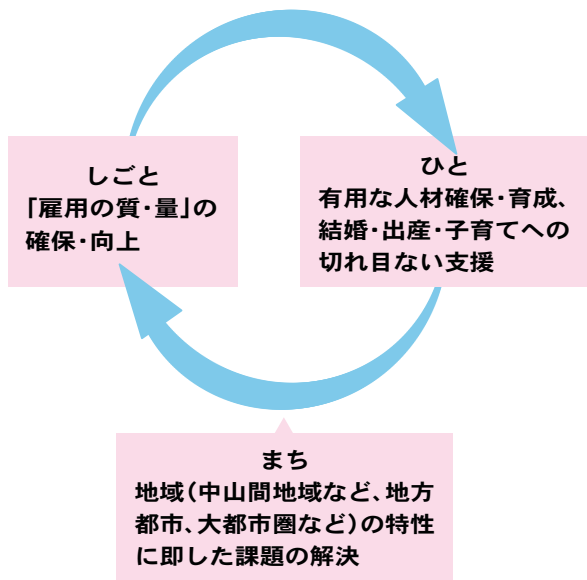 しごと
「雇用の質・量」の
確保・向上
ひと
有用な人材確保・育成、
結婚・出産・子育てへの
切れ目ない支援
まち
地域（中山間地域など、地方
都市、大都市圏など）の特性
に即した課題の解決